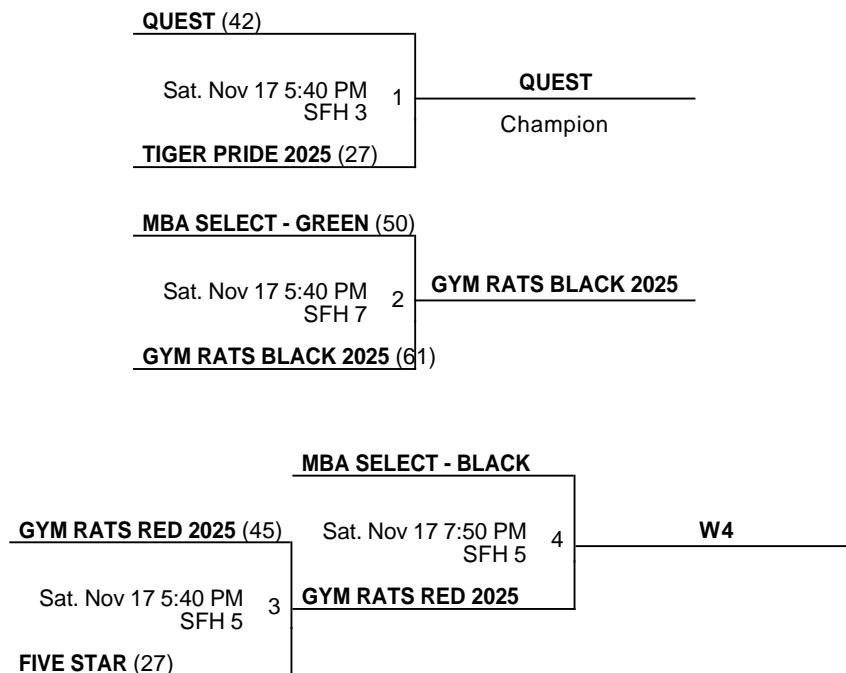 QUEST (42)
Sat. Nov 17 5:40 PM
SFH 3
1
QUEST
Champion
TIGER PRIDE 2025 (27)
MBA SELECT - GREEN (50)
Sat. Nov 17 5:40 PM
SFH 7
2
GYM RATS BLACK 2025
GYM RATS BLACK 2025 (61)
MBA SELECT - BLACK
GYM RATS RED 2025 (45)
Sat. Nov 17 7:50 PM
SFH 5
4
W4
Sat. Nov 17 5:40 PM
SFH 5
3
GYM RATS RED 2025
FIVE STAR (27)